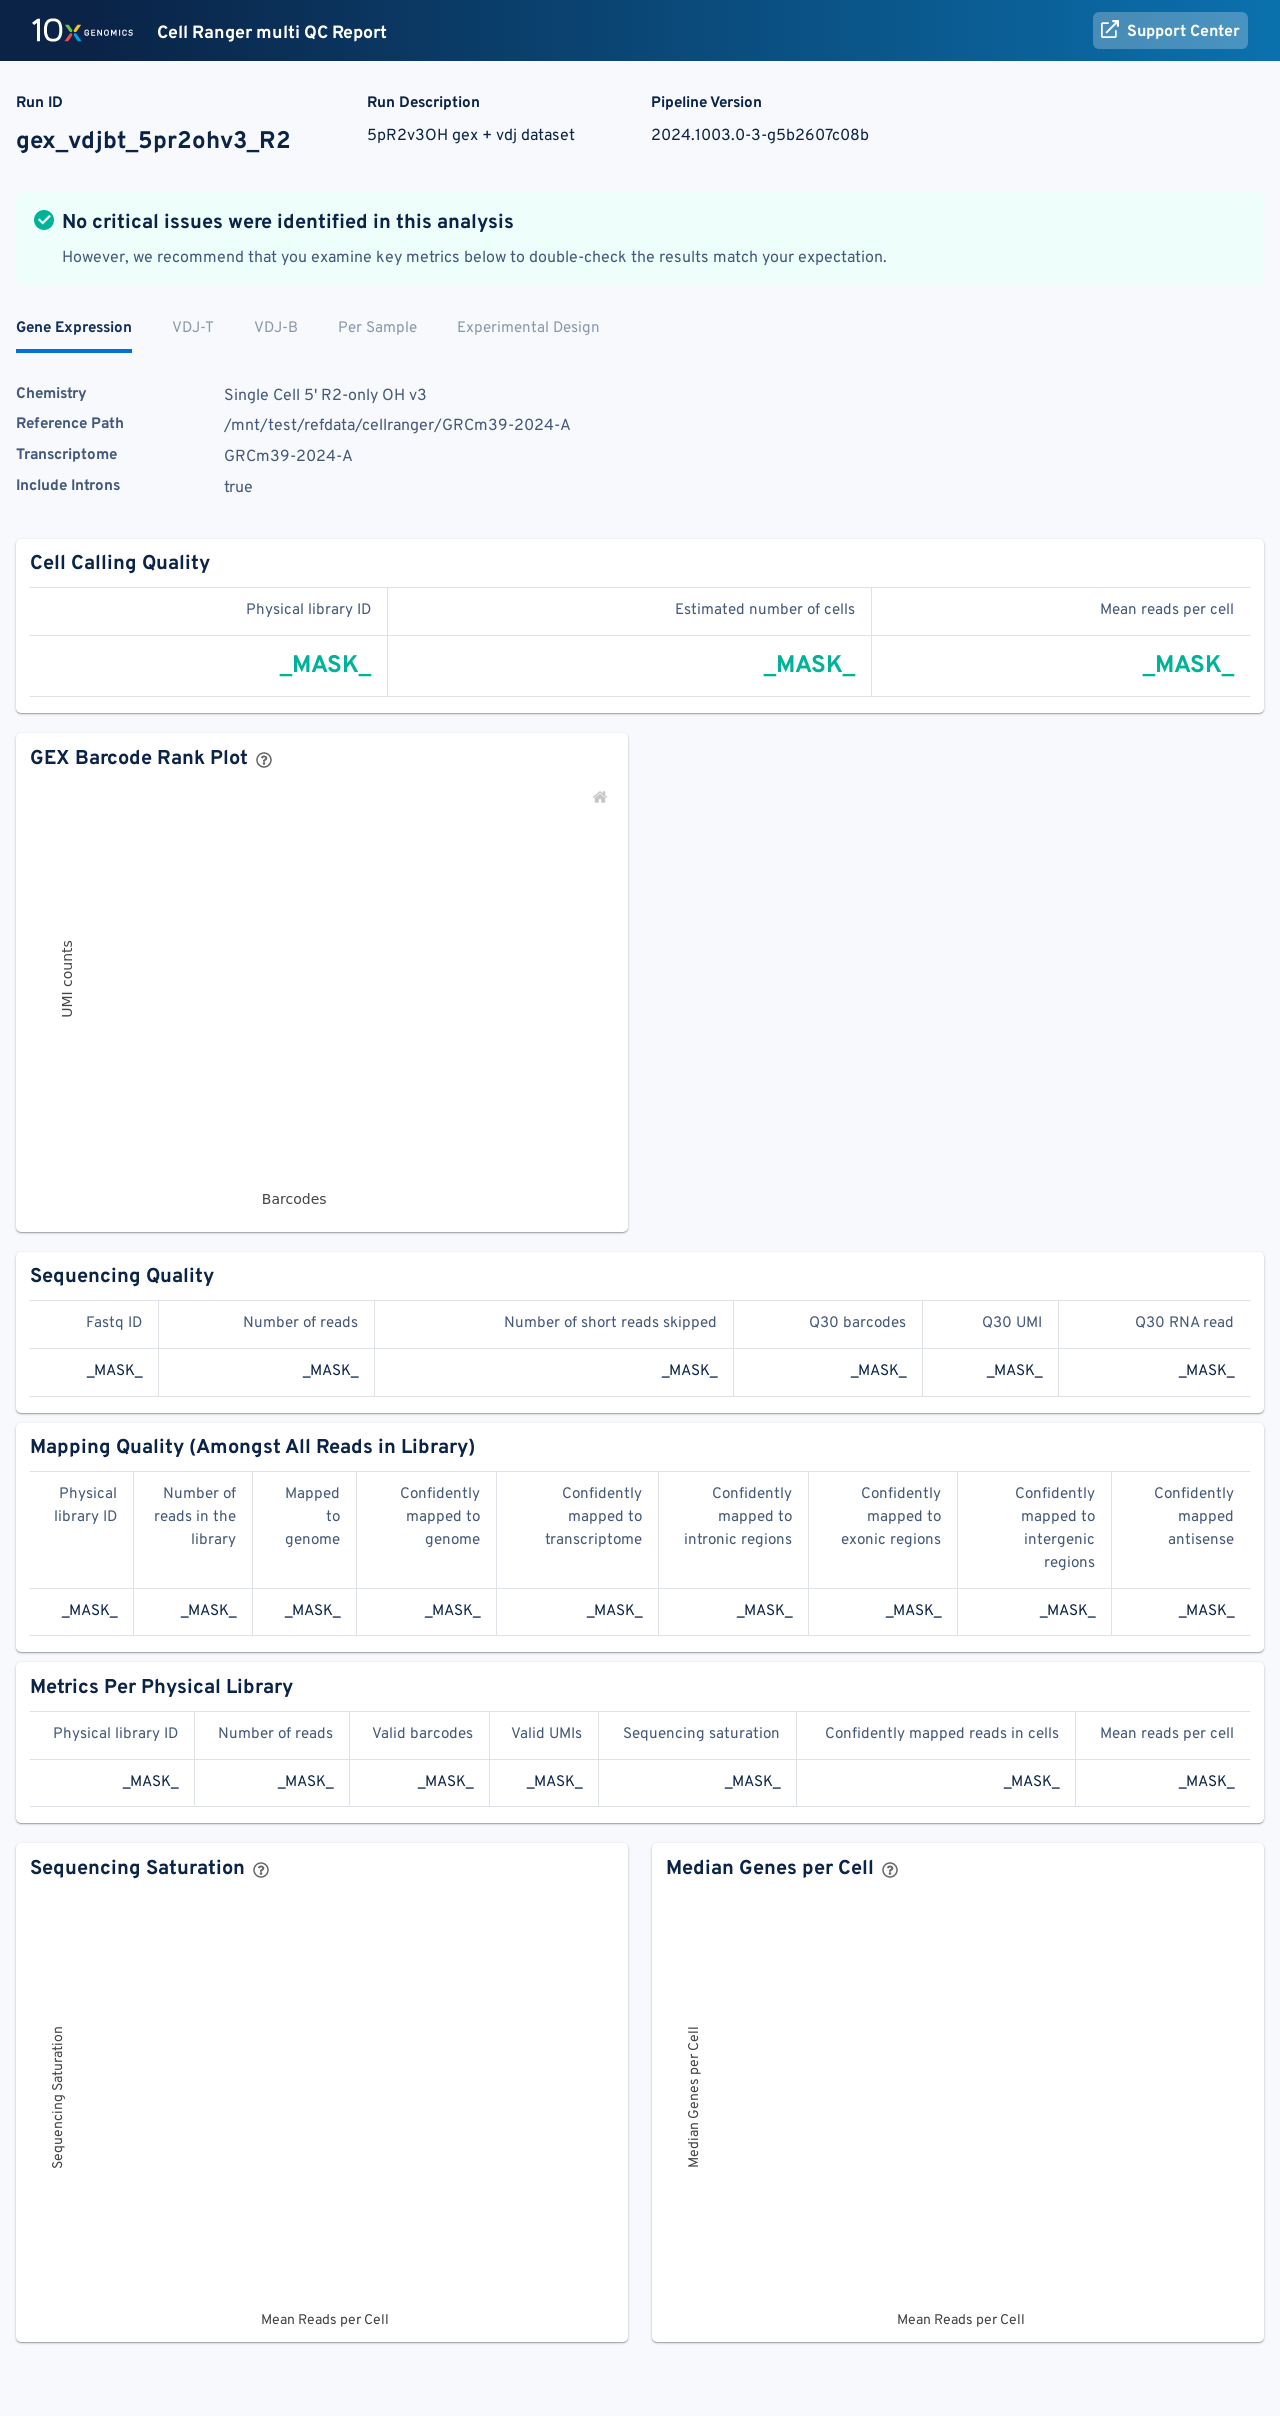 10x GENOMICS Cell Ranger multi QC Report Support Center
Run ID Run Description Pipeline Version
gex_vdjbt_5pr2ohv3_R2 5pR2v3OH gex + vdj dataset 2024.1003.0-3-g5b2607c08b
No critical issues were identified in this analysis
However, we recommend that you examine key metrics below to double-check the results match your expectation.
Gene Expression VDJ-T VDJ-B Per Sample Experimental Design
Chemistry Single Cell 5' R2-only OH v3
Reference Path /mnt/test/refdata/cellranger/GRCm39-2024-A
Transcriptome GRCm39-2024-A
Include Introns true
Cell Calling Quality
Physical library ID Estimated number of cells Mean reads per cell
_MASK_ _MASK_ _MASK_
GEX Barcode Rank Plot
UMI counts
Barcodes
Sequencing Quality
Fastq ID Number of reads Number of short reads skipped Q30 barcodes Q30 UMI Q30 RNA read
_MASK_ _MASK_ _MASK_ _MASK_ _MASK_ _MASK_
Mapping Quality (Amongst All Reads in Library)
Physical Number of Mapped Confidently Confidently Confidently Confidently Confidently Confidently
library ID reads in the to mapped to mapped to mapped to mapped to mapped to mapped
library genome genome transcriptome intronic regions exonic regions intergenic antisense
regions
_MASK_ _MASK_ _MASK_ _MASK_ _MASK_ _MASK_ _MASK_ _MASK_ _MASK_
Metrics Per Physical Library
Physical library ID Number of reads Valid barcodes Valid UMIs Sequencing saturation Confidently mapped reads in cells Mean reads per cell
_MASK_ _MASK_ _MASK_ _MASK_ _MASK_ _MASK_ _MASK_
Sequencing Saturation
Sequencing Saturation
Mean Reads per Cell
Median Genes per Cell
Median Genes per Cell
Mean Reads per Cell